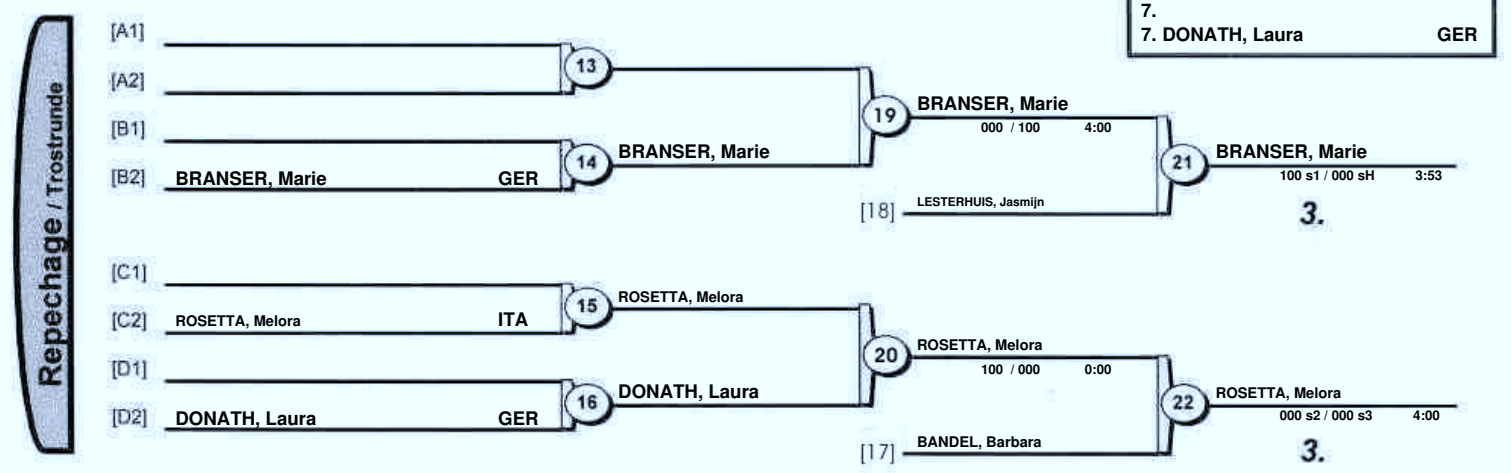 7.
7. DONATH, Laura GER
Repechage / Trostrunde
[A1]
13
[A2]
19
BRANSER, Marie
000 / 100 4:00
[B1]
14
BRANSER, Marie
[B2] BRANSER, Marie GER
21
BRANSER, Marie
100 s1 / 000 sH 3:53
[18] LESTERHUIS, Jasmijn
3.
[C1]
15
ROSETTA, Melora
[C2] ROSETTA, Melora ITA
20
ROSETTA, Melora
100 / 000 0:00
[D1]
16
DONATH, Laura
[D2] DONATH, Laura GER
22
ROSETTA, Melora
000 s2 / 000 s3 4:00
[17] BANDEL, Barbara
3.